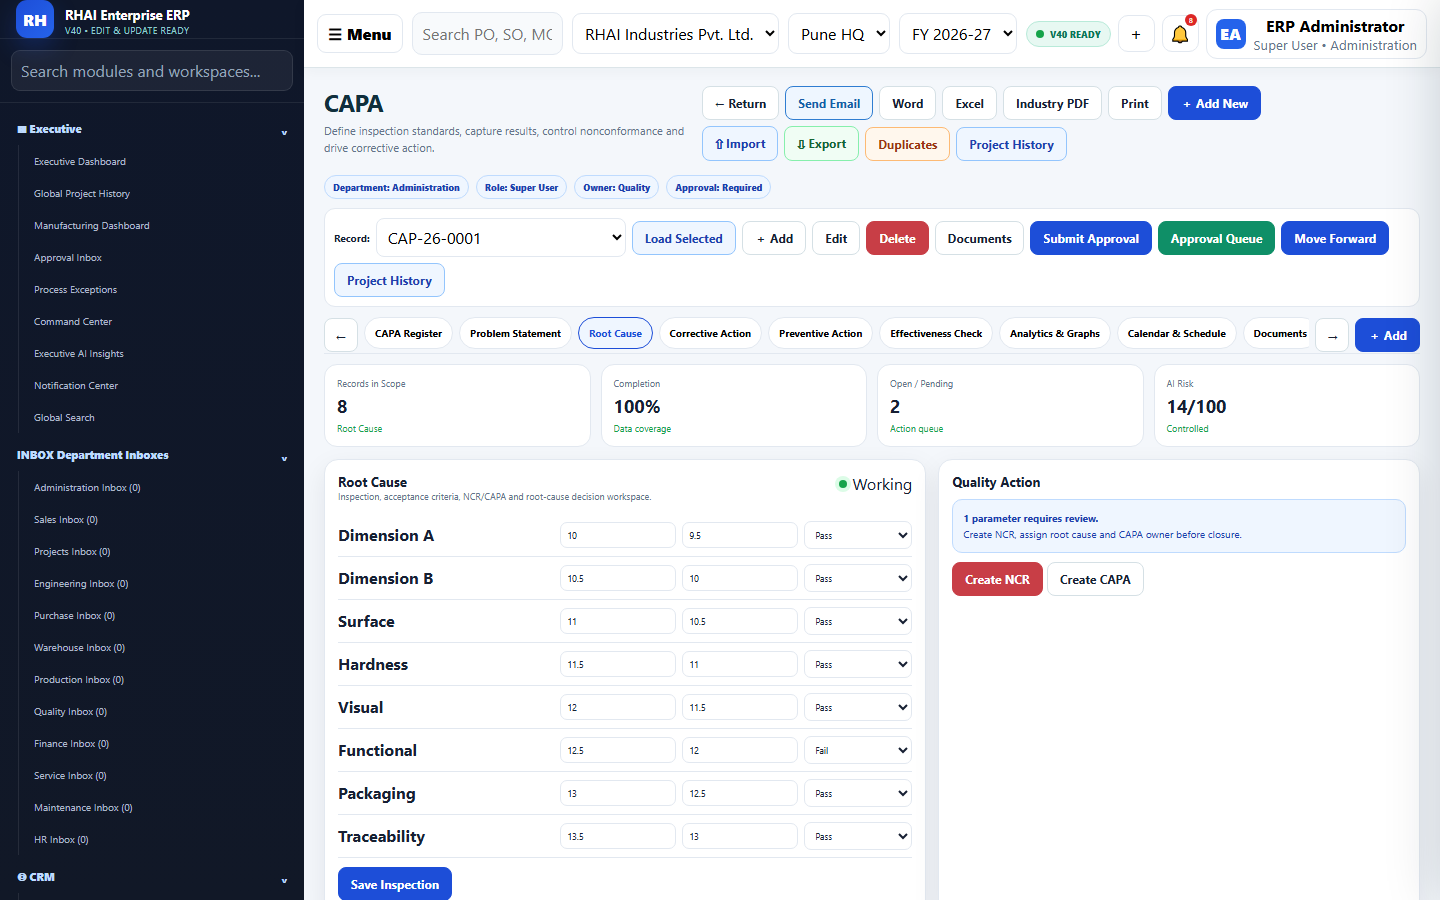 RH
RHAI Enterprise ERP
V40 • EDIT & UPDATE READY
Search modules and workspaces...
Executive
Executive Dashboard
Global Project History
Manufacturing Dashboard
Approval Inbox
Process Exceptions
Command Center
Executive AI Insights
Notification Center
Global Search
INBOX Department Inboxes
Administration Inbox (0)
Sales Inbox (0)
Projects Inbox (0)
Engineering Inbox (0)
Purchase Inbox (0)
Warehouse Inbox (0)
Production Inbox (0)
Quality Inbox (0)
Finance Inbox (0)
Service Inbox (0)
Maintenance Inbox (0)
HR Inbox (0)
CRM
☰ Menu
Search PO, SO, MO
RHAI Industries Pvt. Ltd.
Pune HQ
FY 2026-27
V40 READY
+
8
EA
ERP Administrator
Super User • Administration
CAPA
Define inspection standards, capture results, control nonconformance and
drive corrective action.
← Return
Send Email
Word
Excel
Industry PDF
Print
+ Add New
⇧ Import
⇩ Export
Duplicates
Project History
Department: Administration
Role: Super User
Owner: Quality
Approval: Required
Record:
CAP-26-0001
Load Selected
+ Add
Edit
Delete
Documents
Submit Approval
Approval Queue
Move Forward
Project History
←
CAPA Register
Problem Statement
Root Cause
Corrective Action
Preventive Action
Effectiveness Check
Analytics & Graphs
Calendar & Schedule
Documents
→
+ Add
Records in Scope
8
Root Cause
Completion
100%
Data coverage
Open / Pending
2
Action queue
AI Risk
14/100
Controlled
Root Cause
Inspection, acceptance criteria, NCR/CAPA and root-cause decision workspace.
Working
Dimension A 10 9.5 Pass
Dimension B 10.5 10 Pass
Surface 11 10.5 Pass
Hardness 11.5 11 Pass
Visual 12 11.5 Pass
Functional 12.5 12 Fail
Packaging 13 12.5 Pass
Traceability 13.5 13 Pass
Save Inspection
Quality Action
1 parameter requires review.
Create NCR, assign root cause and CAPA owner before closure.
Create NCR
Create CAPA